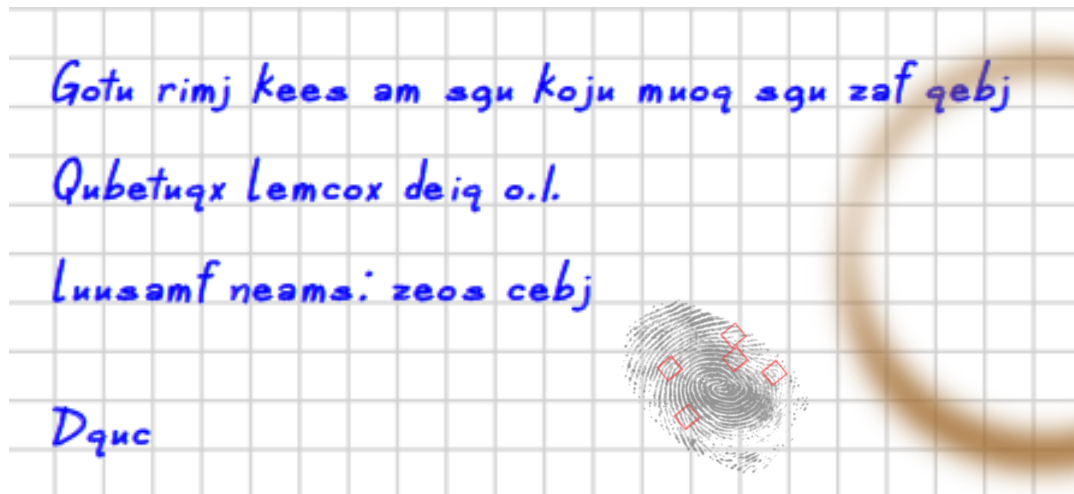 Gotu rimj kees am sgu koju muoq sgu zaf qebj
Qubetuqx lemcox deiq o.l.
luusamf neams: zeos cebj
Dquc